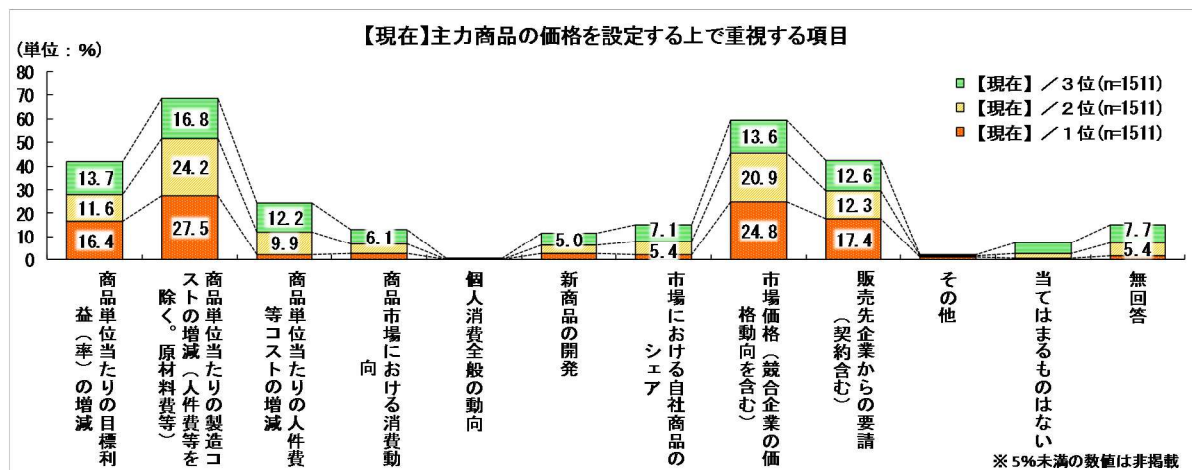 【現在】主力商品の価格を設定する上で重視する項目
(単位:%)
【現在】/3位(n=1511)
【現在】/2位(n=1511)
【現在】/1位(n=1511)
80
70
60
50
40
30
20
10
0
13.7
11.6
16.4
16.8
24.2
27.5
12.2
9.9
6.1
5.0
7.1
5.4
13.6
20.9
24.8
12.6
12.3
17.4
7.7
5.4
商品単位当たりの目標利
益(率)の増減
商品単位当たりの製造コ
ストの増減(人件費等を
除く。原材料費等)
商品単位当たりの人件費
等コストの増減
商品市場における消費動
向
個人消費全般の動向
新商品の開発
市場における自社商品の
シェア
市場価格(競合企業の価
格動向を含む)
販売先企業からの要請
(契約含む)
その他
当てはまるものはない
無回答
※5%未満の数値は非掲載